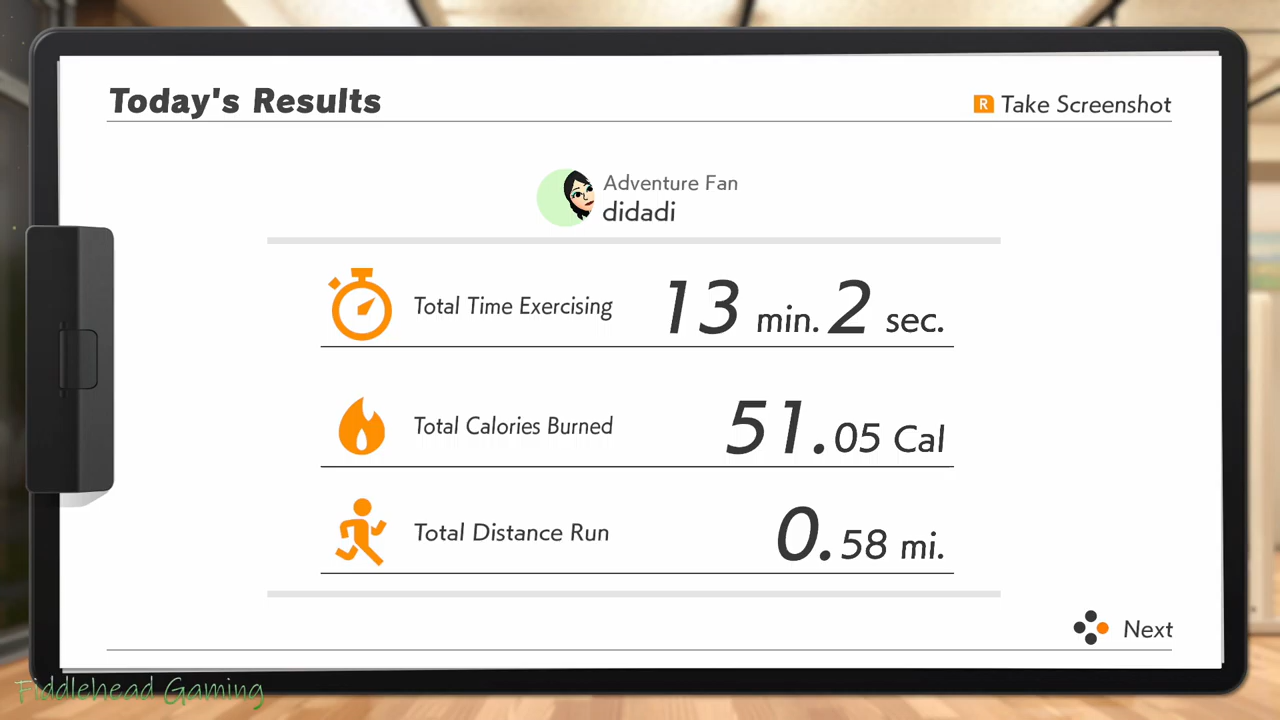 Today's Results
R Take Screenshot
Adventure Fan
didadi
Total Time Exercising 13 min. 2 sec.
Total Calories Burned 51.05 Cal
Total Distance Run 0.58 mi.
Next
Fiddlehead Gaming